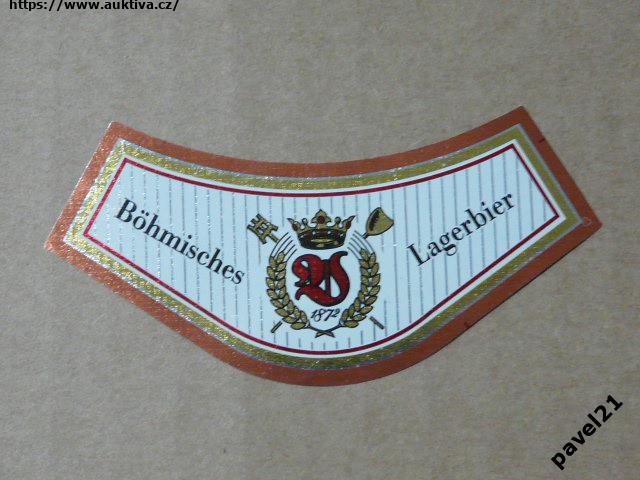 https://www.auktiva.cz/
Böhmisches
Lagerbier
1872
pavel21